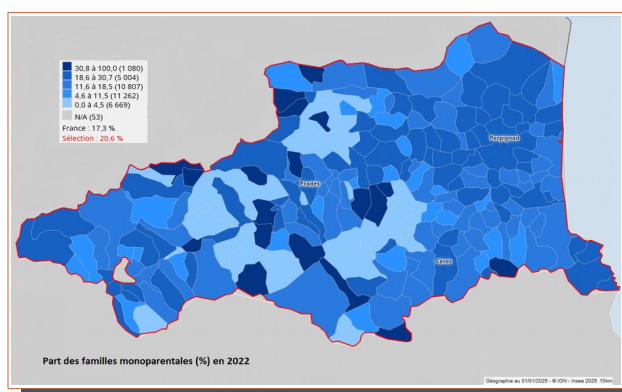 30,8 à 100,0 (1 080)
18,6 à 30,7 (5 004)
11,6 à 18,5 (10 807)
4,6 à 11,5 (11 262)
0,0 à 4,5 (6 669)
N/A (53)
France : 17,3 %
Sélection : 20,6 %
Perpignan
Prades
Céret
Part des familles monoparentales (%) en 2022
Géographie au 01/01/2025 - © IGN - Insee 2025 10km